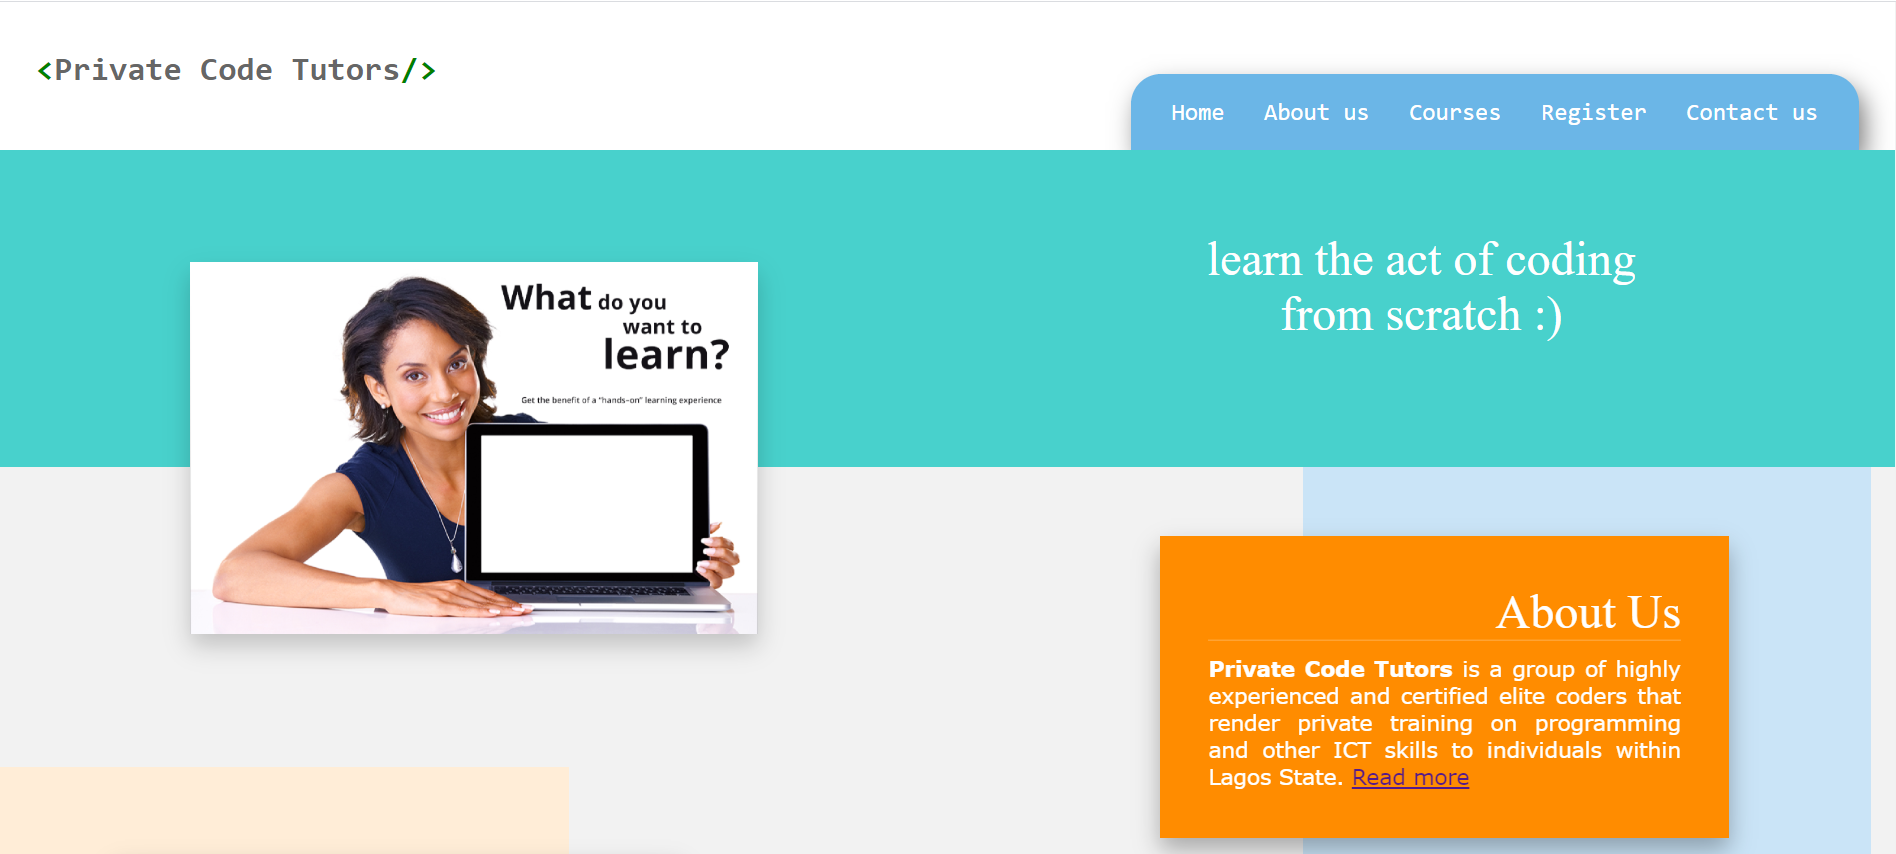 <Private Code Tutors/>
Home About us Courses Register Contact us
learn the act of coding
from scratch :)
What do you
want to
learn?
Get the benefit of a "hands-on" learning experience
About Us
Private Code Tutors is a group of highly
experienced and certified elite coders that
render private training on programming
and other ICT skills to individuals within
Lagos State. Read more